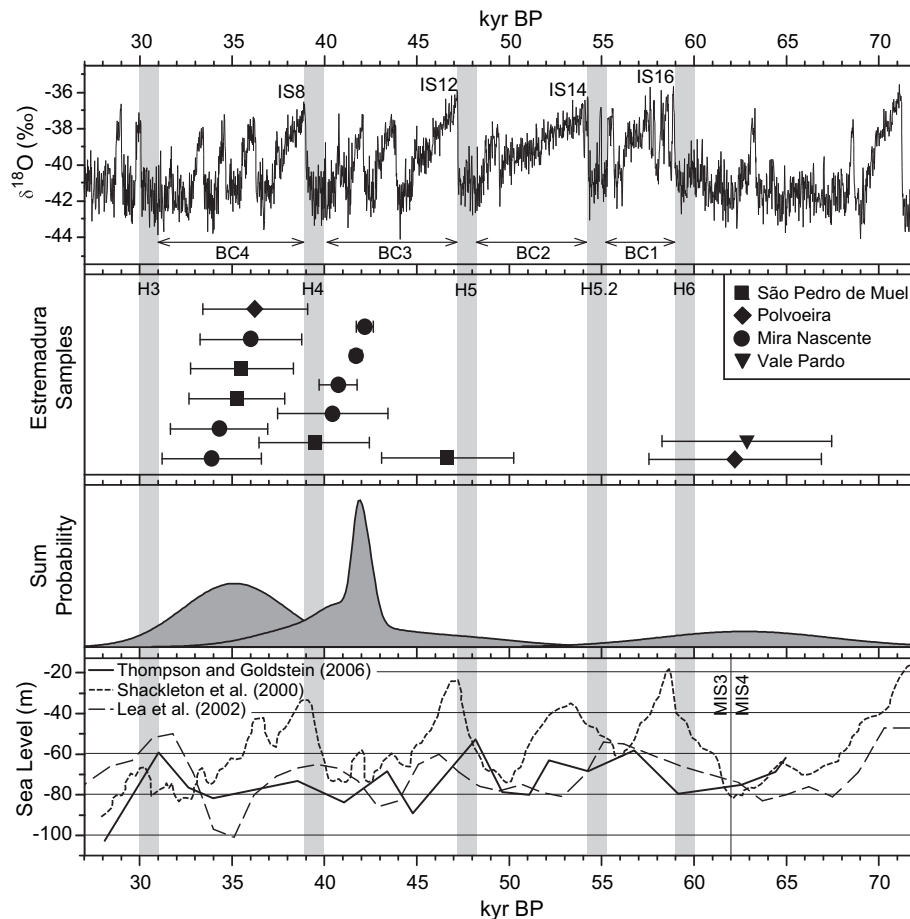 kyr BP
30 35 40 45 50 55 60 65 70
δ¹⁸O (‰)
-36
-38
-40
-42
-44
IS8
IS12
IS14
IS16
BC4
BC3
BC2
BC1
Estremadura
Samples
H3
H4
H5
H5.2
H6
São Pedro de Muel
Polvoeira
Mira Nascente
Vale Pardo
Sum
Probability
Sea Level (m)
-20
-40
-60
-80
-100
Thompson and Goldstein (2006)
Shackleton et al. (2000)
Lea et al. (2002)
MIS3
MIS4
30 35 40 45 50 55 60 65 70
kyr BP